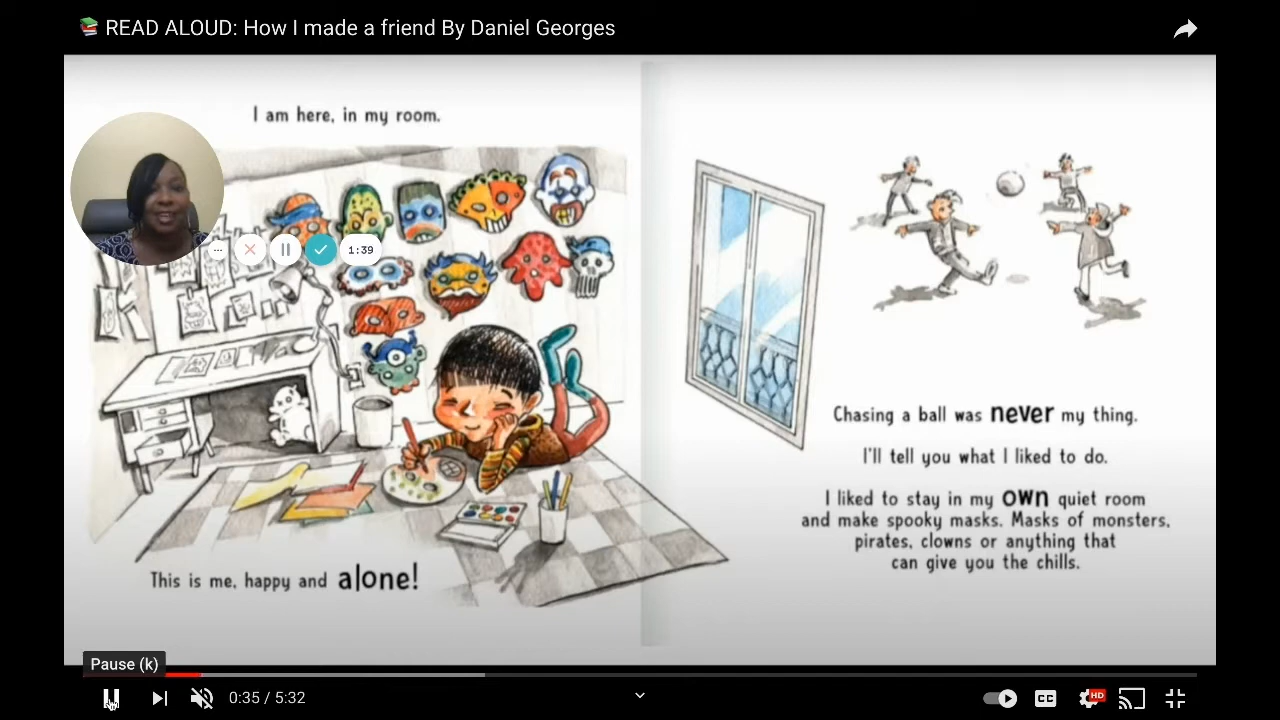 📚 READ ALOUD: How I made a friend By Daniel Georges
I am here, in my room.
1:39
This is me, happy and alone!
Chasing a ball was never my thing.
I'll tell you what I liked to do.
I liked to stay in my own quiet room
and make spooky masks. Masks of monsters,
pirates, clowns or anything that
can give you the chills.
Pause (k)
0:35 / 5:32
CC
HD